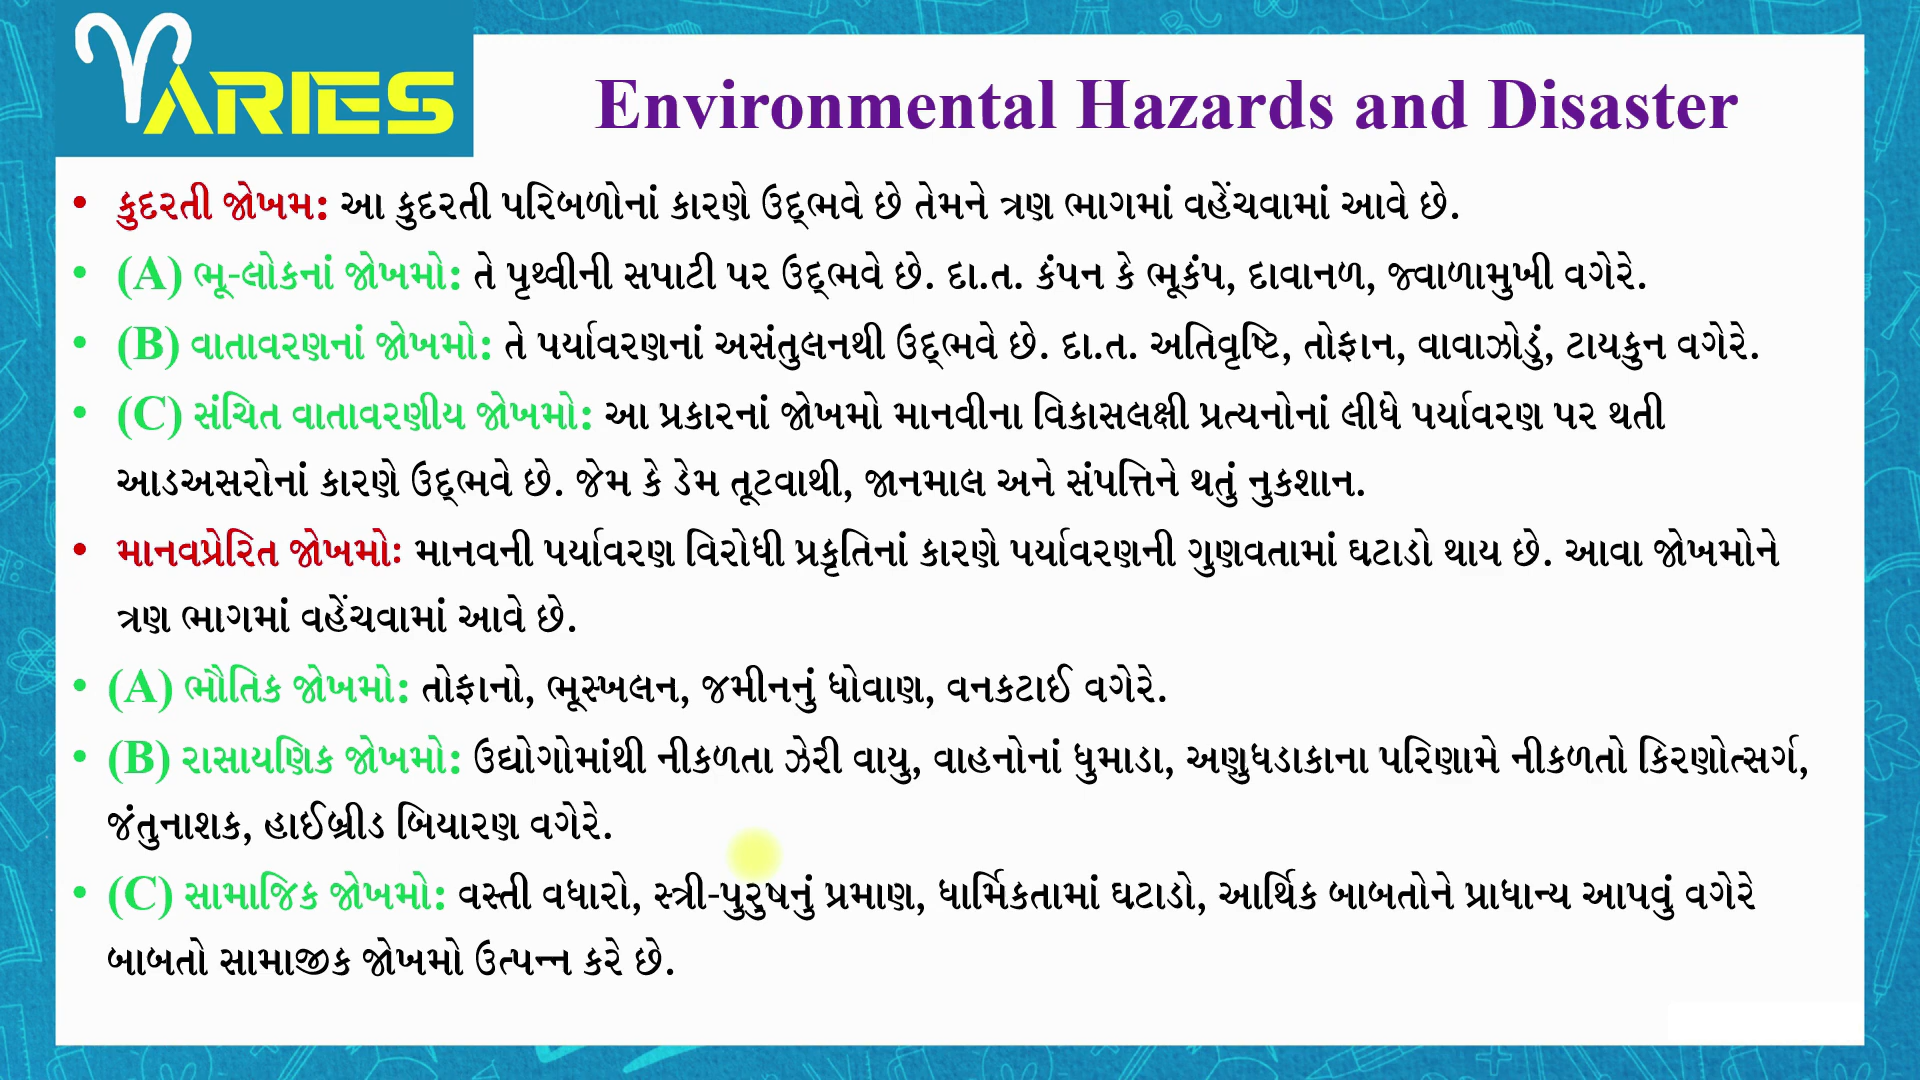 ARIES
Environmental Hazards and Disaster
• કુદરતી જોખમ: આ કુદરતી પરિબળોનાં કારણે ઉદ્ભવે છે તેમને ત્રણ ભાગમાં વહેંચવામાં આવે છે.
• (A) ભૂ-લોકનાં જોખમો: તે પૃથ્વીની સપાટી પર ઉદ્ભવે છે. દા.ત. કંપન કે ભૂકંપ, દાવાનળ, જ્વાળામુખી વગેરે.
• (B) વાતાવરણનાં જોખમો: તે પર્યાવરણનાં અસંતુલનથી ઉદ્ભવે છે. દા.ત. અતિવૃષ્ટિ, તોફાન, વાવાઝોડું, ટાયફુન વગેરે.
• (C) સંચિત વાતાવરણીય જોખમો: આ પ્રકારનાં જોખમો માનવીના વિકાસલક્ષી પ્રત્યનોનાં લીધે પર્યાવરણ પર થતી
આડઅસરોનાં કારણે ઉદ્ભવે છે. જેમ કે ડેમ તૂટવાથી, જાનમાલ અને સંપત્તિને થતું નુકશાન.
• માનવપ્રેરિત જોખમો: માનવની પર્યાવરણ વિરોધી પ્રકૃતિનાં કારણે પર્યાવરણની ગુણવતામાં ઘટાડો થાય છે. આવા જોખમોને
ત્રણ ભાગમાં વહેંચવામાં આવે છે.
• (A) ભૌતિક જોખમો: તોફાનો, ભૂસ્ખલન, જમીનનું ધોવાણ, વનકટાઈ વગેરે.
• (B) રાસાયણિક જોખમો: ઉદ્યોગોમાંથી નીકળતા ઝેરી વાયુ, વાહનોનાં ધુમાડા, અણુધડાકાના પરિણામે નીકળતો કિરણોત્સર્ગ,
જંતુનાશક, હાઈબ્રીડ બિયારણ વગેરે.
• (C) સામાજિક જોખમો: વસ્તી વધારો, સ્ત્રી-પુરુષનું પ્રમાણ, ધાર્મિકતામાં ઘટાડો, આર્થિક બાબતોને પ્રાધાન્ય આપવું વગેરે
બાબતો સામાજીક જોખમો ઉત્પન્ન કરે છે.